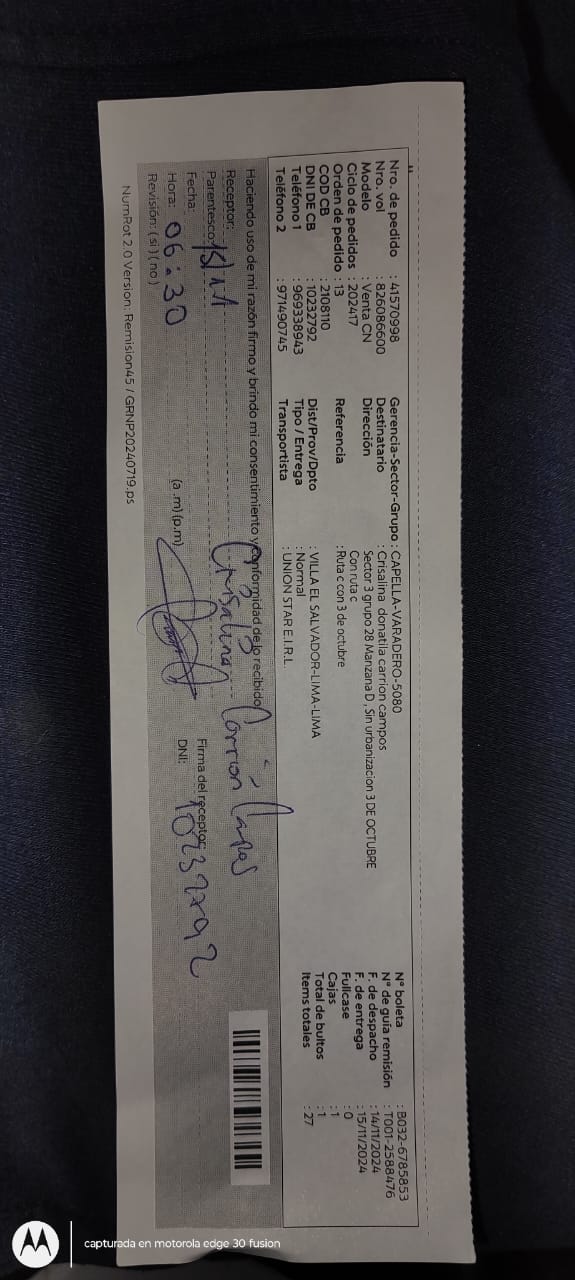 Nro. de pedido : 41570998
Nro. vol : 826086600
Modelo : Venta CN
Ciclo de pedidos : 202417
Orden de pedido : 13
COD CB : 2108110
DNI DE CB : 10232792
Teléfono 1 : 969338943
Teléfono 2 : 971490745
Gerencia-Sector-Grupo : CAPELLA-VARADERO-5080
Destinatario : Crisalina donatila carrion campos
Dirección Sector 3 grupo 28 Manzana D , Sin urbanizacion 3 DE OCTUBRE
Con ruta c
Referencia : Ruta c con 3 de octubre
Dist/Prov/Dpto : VILLA EL SALVADOR-LIMA-LIMA
Tipo / Entrega : Normal
Transportista : UNION STAR E.I.R.L
N° boleta : B032-6785853
N° de guía remisión : T001-2588476
F. de despacho : 14/11/2024
F. de entrega : 15/11/2024
Fullcase : 0
Cajas : 1
Total de bultos : 1
Items totales : 27
Haciendo uso de mi razón firmo y brindo mi consentimiento y conformidad de lo recibido
Receptor: Crisalina Carrion Campos
Parentesco:
Fecha: 15/11
Hora: 06:30 (a .m) (p.m)
Revisión: ( si ) ( no )
Firma del receptor
DNI: 10232792
NumRot 2.0 Version: Remision45 / GRNP20240719.ps
capturada en motorola edge 30 fusion